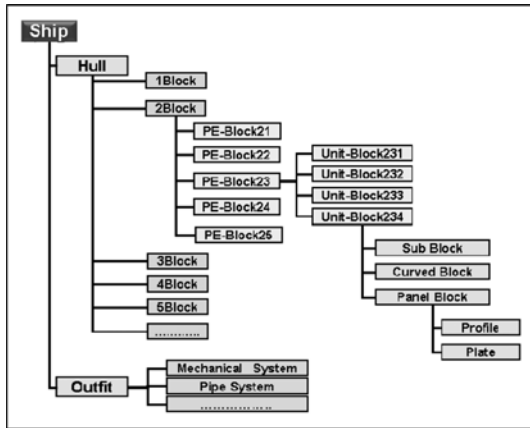 Ship
Hull
1Block
2Block
PE-Block21
PE-Block22
PE-Block23
PE-Block24
PE-Block25
Unit-Block231
Unit-Block232
Unit-Block233
Unit-Block234
Sub Block
Curved Block
Panel Block
Profile
Plate
3Block
4Block
5Block
............
Outfit
Mechanical System
Pipe System
.................